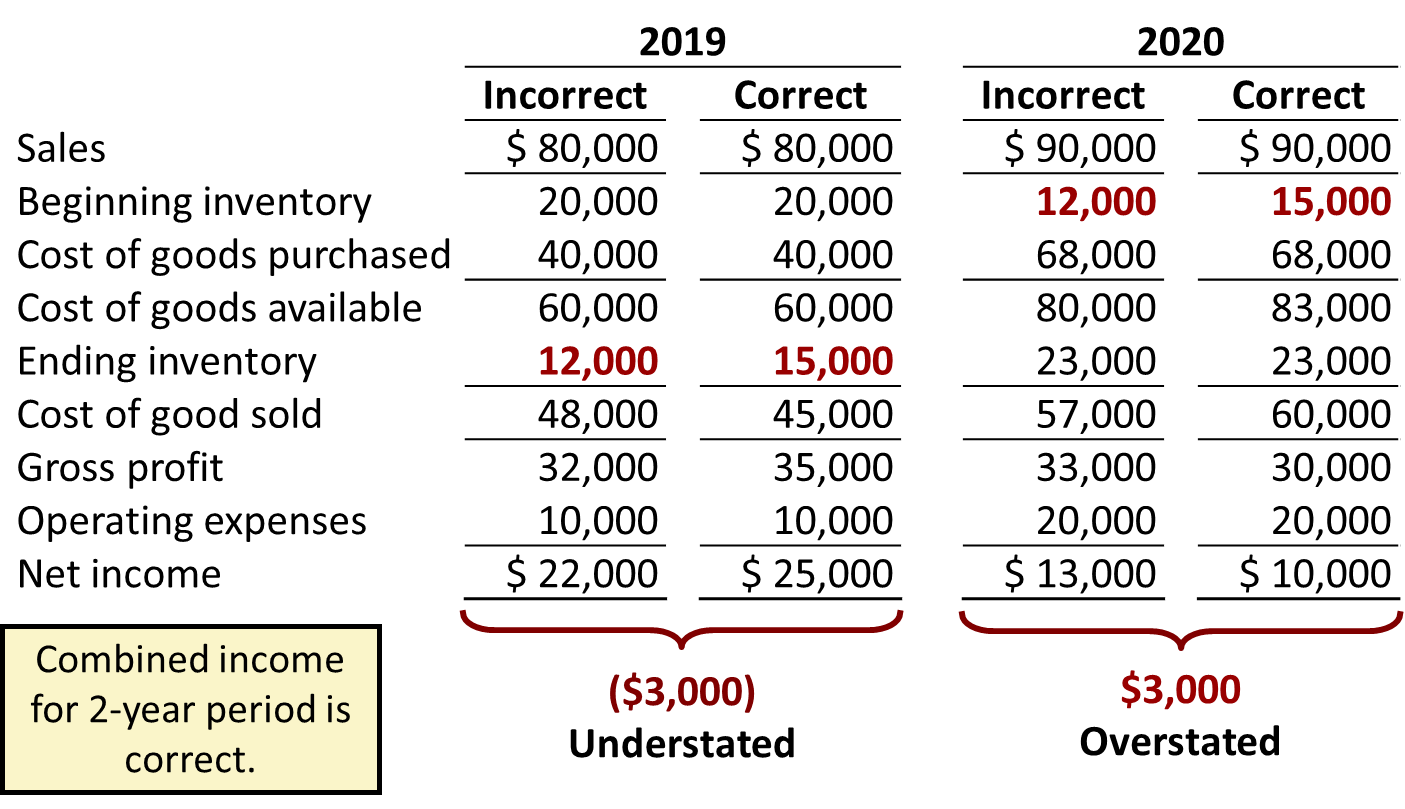 2019 2020
Incorrect Correct Incorrect Correct
Sales $ 80,000 $ 80,000 $ 90,000 $ 90,000
Beginning inventory 20,000 20,000 12,000 15,000
Cost of goods purchased 40,000 40,000 68,000 68,000
Cost of goods available 60,000 60,000 80,000 83,000
Ending inventory 12,000 15,000 23,000 23,000
Cost of good sold 48,000 45,000 57,000 60,000
Gross profit 32,000 35,000 33,000 30,000
Operating expenses 10,000 10,000 20,000 20,000
Net income $ 22,000 $ 25,000 $ 13,000 $ 10,000
Combined income
for 2-year period is
correct.
($3,000) $3,000
Understated Overstated